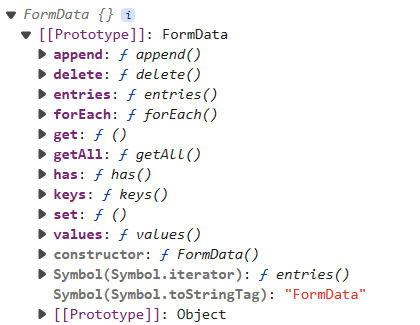 FormData {} i
[[Prototype]]: FormData
append: ƒ append()
delete: ƒ delete()
entries: ƒ entries()
forEach: ƒ forEach()
get: ƒ ()
getAll: ƒ getAll()
has: ƒ has()
keys: ƒ keys()
set: ƒ ()
values: ƒ values()
constructor: ƒ FormData()
Symbol(Symbol.iterator): ƒ entries()
Symbol(Symbol.toStringTag): "FormData"
[[Prototype]]: Object